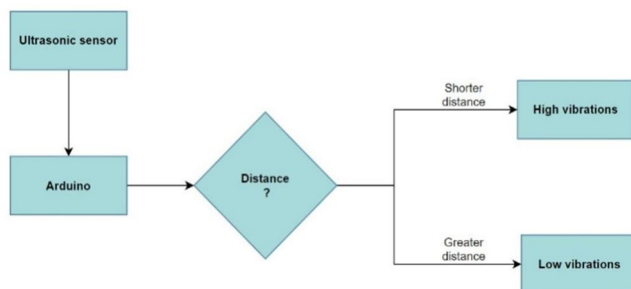 Ultrasonic sensor
Arduino
Distance
?
Shorter
distance
High vibrations
Greater
distance
Low vibrations